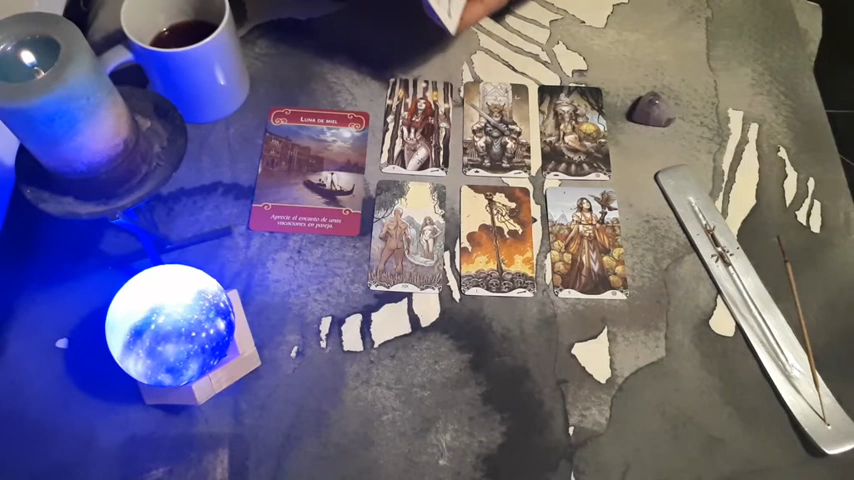 LUNA DE MIEL
Aprecie el encanto de unas
vacaciones en pareja.